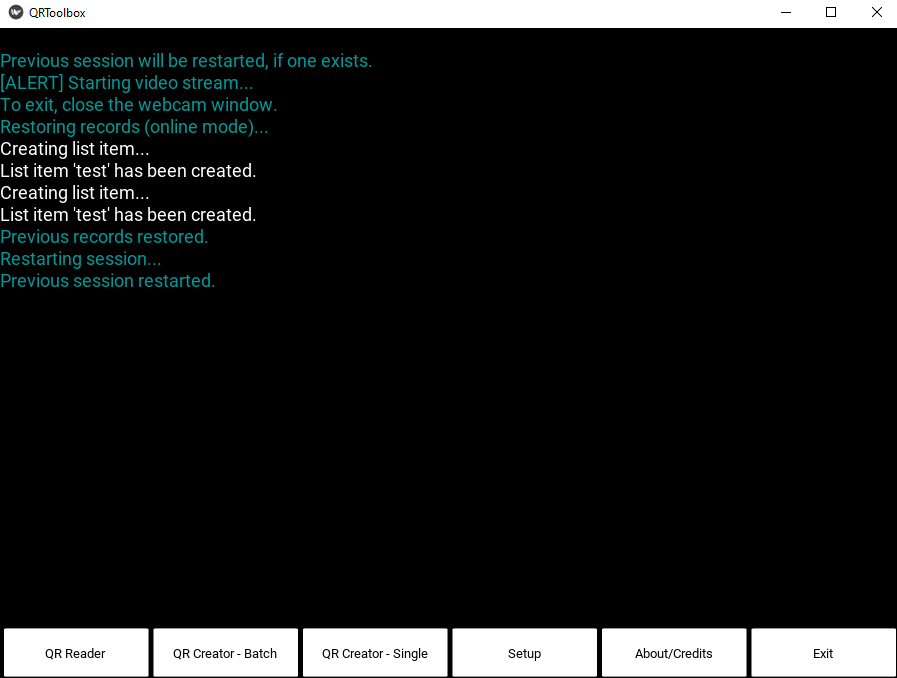 QRToolbox
Previous session will be restarted, if one exists.
[ALERT] Starting video stream...
To exit, close the webcam window.
Restoring records (online mode)...
Creating list item...
List item 'test' has been created.
Creating list item...
List item 'test' has been created.
Previous records restored.
Restarting session...
Previous session restarted.
QR Reader
QR Creator - Batch
QR Creator - Single
Setup
About/Credits
Exit